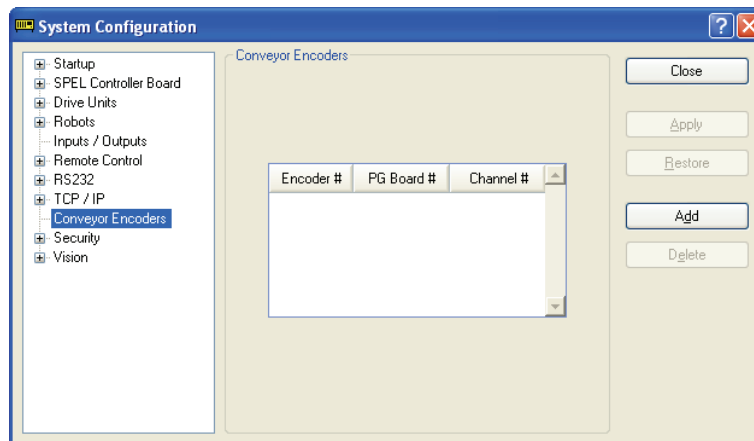 System Configuration
Startup
SPEL Controller Board
Drive Units
Robots
Inputs / Outputs
Remote Control
RS232
TCP / IP
Conveyor Encoders
Security
Vision
Conveyor Encoders
Encoder # PG Board # Channel #
Close
Apply
Restore
Add
Delete